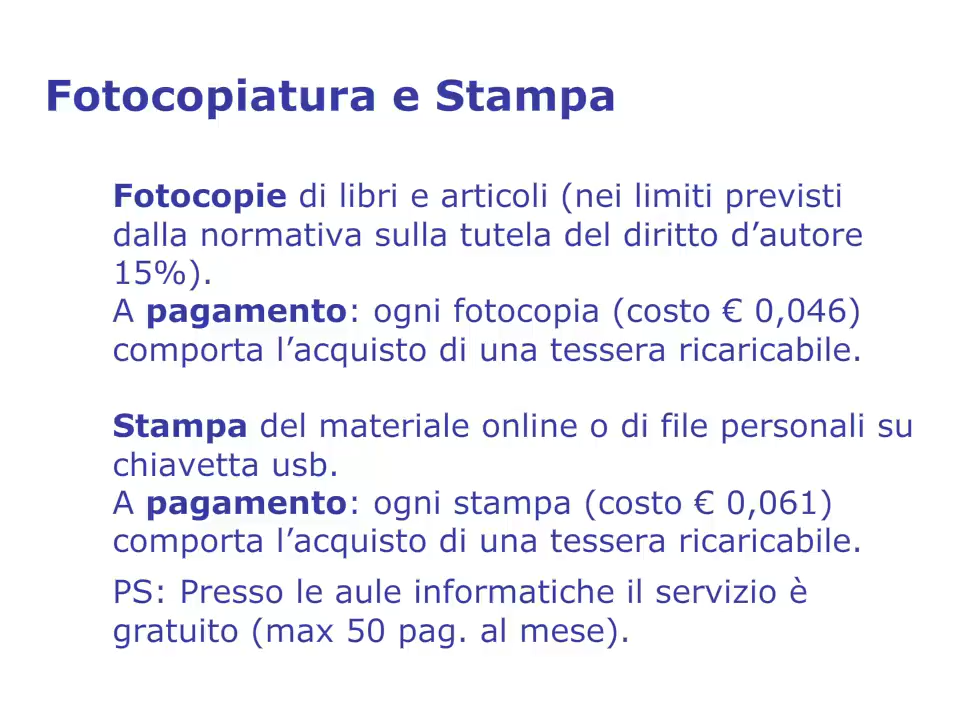 Fotocopiatura e Stampa
Fotocopie di libri e articoli (nei limiti previsti
dalla normativa sulla tutela del diritto d’autore
15%).
A pagamento: ogni fotocopia (costo € 0,046)
comporta l’acquisto di una tessera ricaricabile.
Stampa del materiale online o di file personali su
chiavetta usb.
A pagamento: ogni stampa (costo € 0,061)
comporta l’acquisto di una tessera ricaricabile.
PS: Presso le aule informatiche il servizio è
gratuito (max 50 pag. al mese).